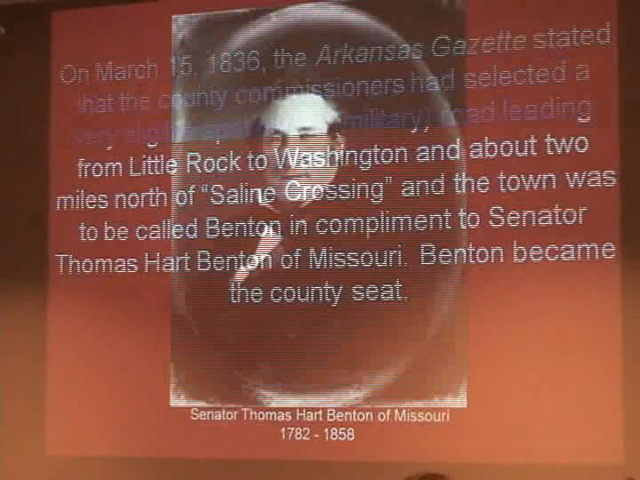 On March 15, 1836, the Arkansas Gazette stated
that the county commissioners had selected a
very eligible spot (military) road leading
from Little Rock to Washington and about two
miles north of “Saline Crossing” and the town was
to be called Benton in compliment to Senator
Thomas Hart Benton of Missouri. Benton became
the county seat.
Senator Thomas Hart Benton of Missouri
1782 - 1858